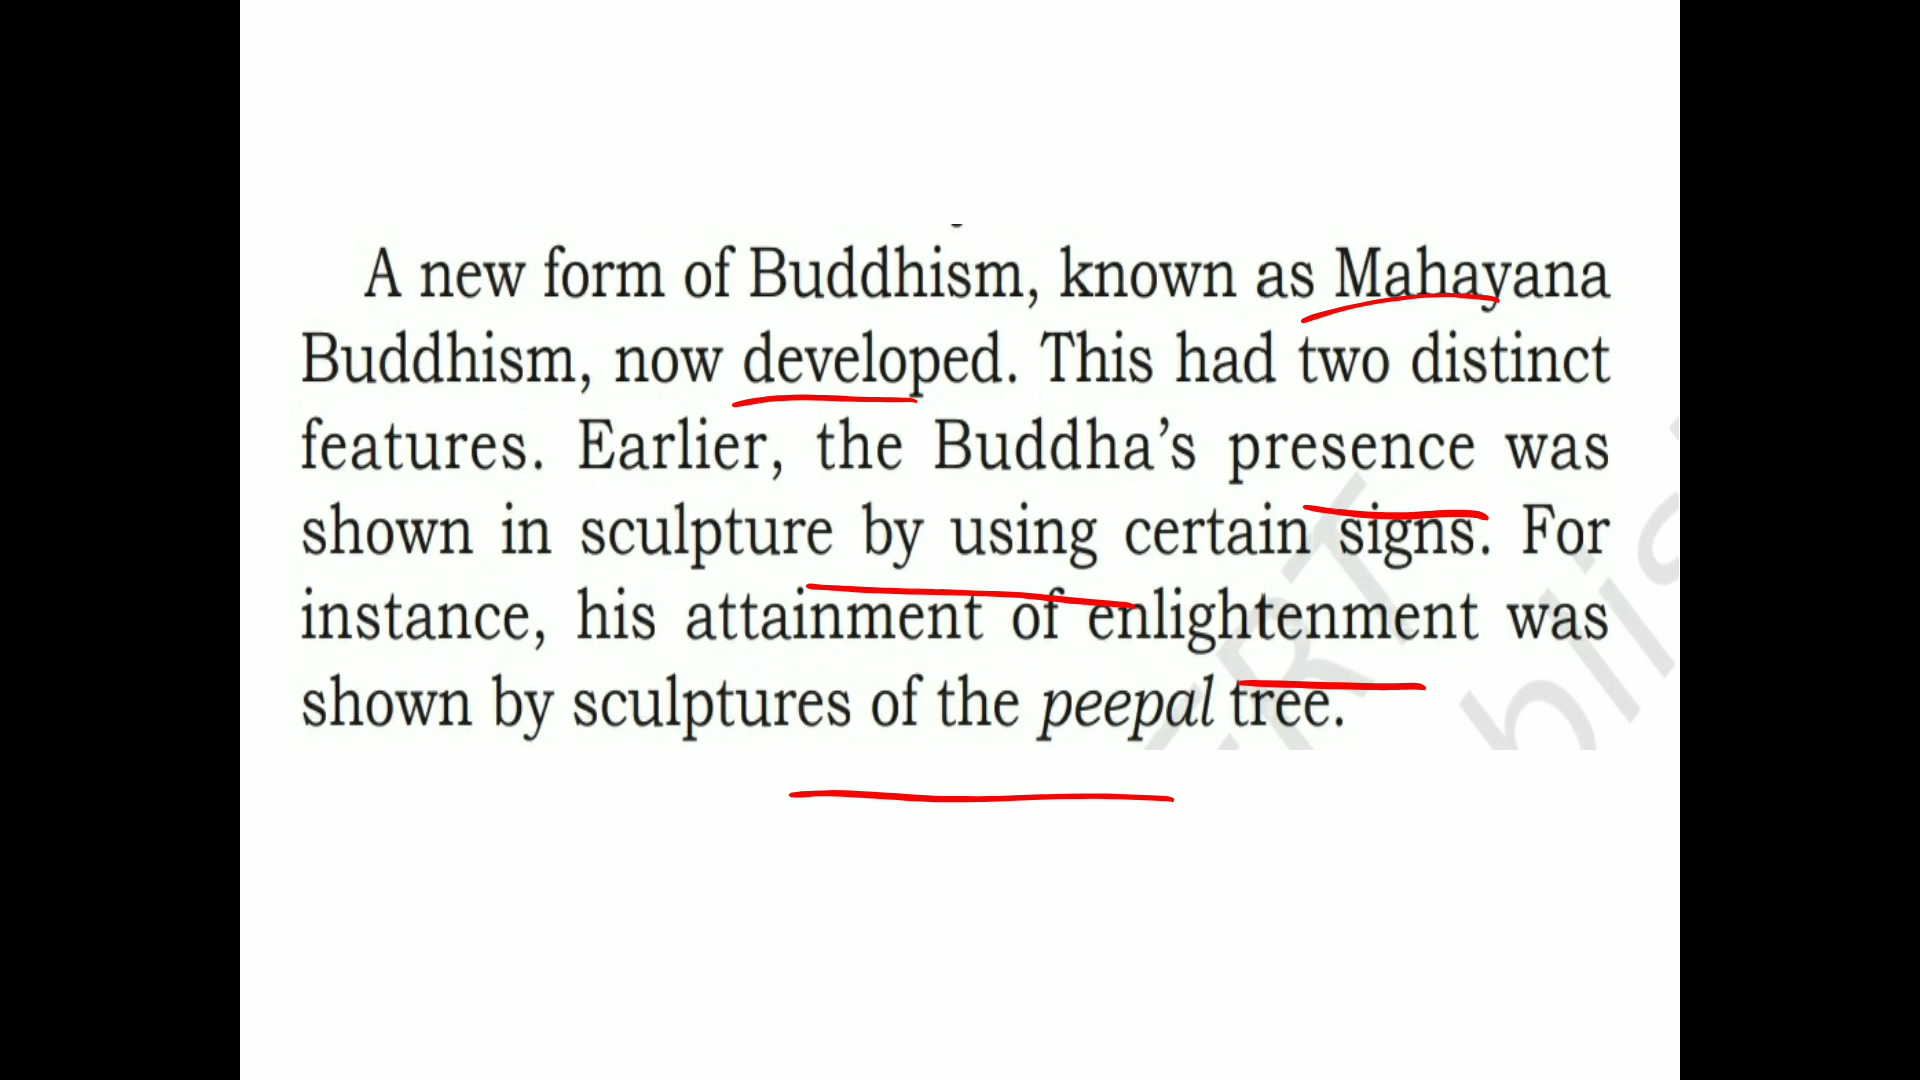 A new form of Buddhism, known as Mahayana
Buddhism, now developed. This had two distinct
features. Earlier, the Buddha's presence was
shown in sculpture by using certain signs. For
instance, his attainment of enlightenment was
shown by sculptures of the peepal tree.